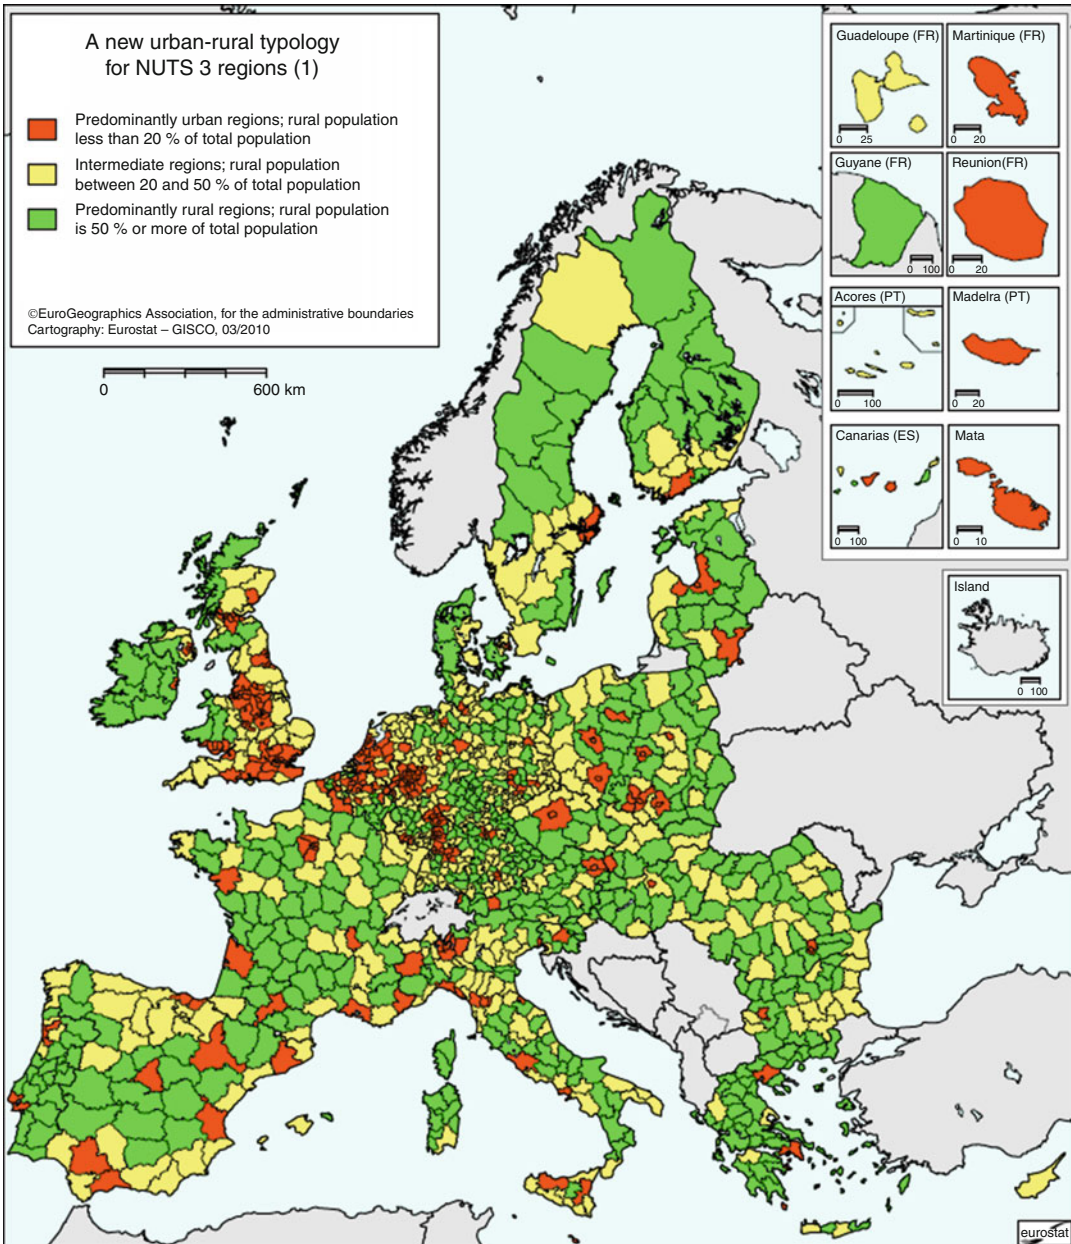 A new urban-rural typology
for NUTS 3 regions (1)
Predominantly urban regions; rural population
less than 20 % of total population
Intermediate regions; rural population
between 20 and 50 % of total population
Predominantly rural regions; rural population
is 50 % or more of total population
©EuroGeographics Association, for the administrative boundaries
Cartography: Eurostat – GISCO, 03/2010
0 600 km
Guadeloupe (FR)
0 25
Martinique (FR)
0 20
Guyane (FR)
0 100
Reunion(FR)
0 20
Acores (PT)
0 100
Madelra (PT)
0 20
Canarias (ES)
0 100
Mata
0 10
Island
0 100
eurostat